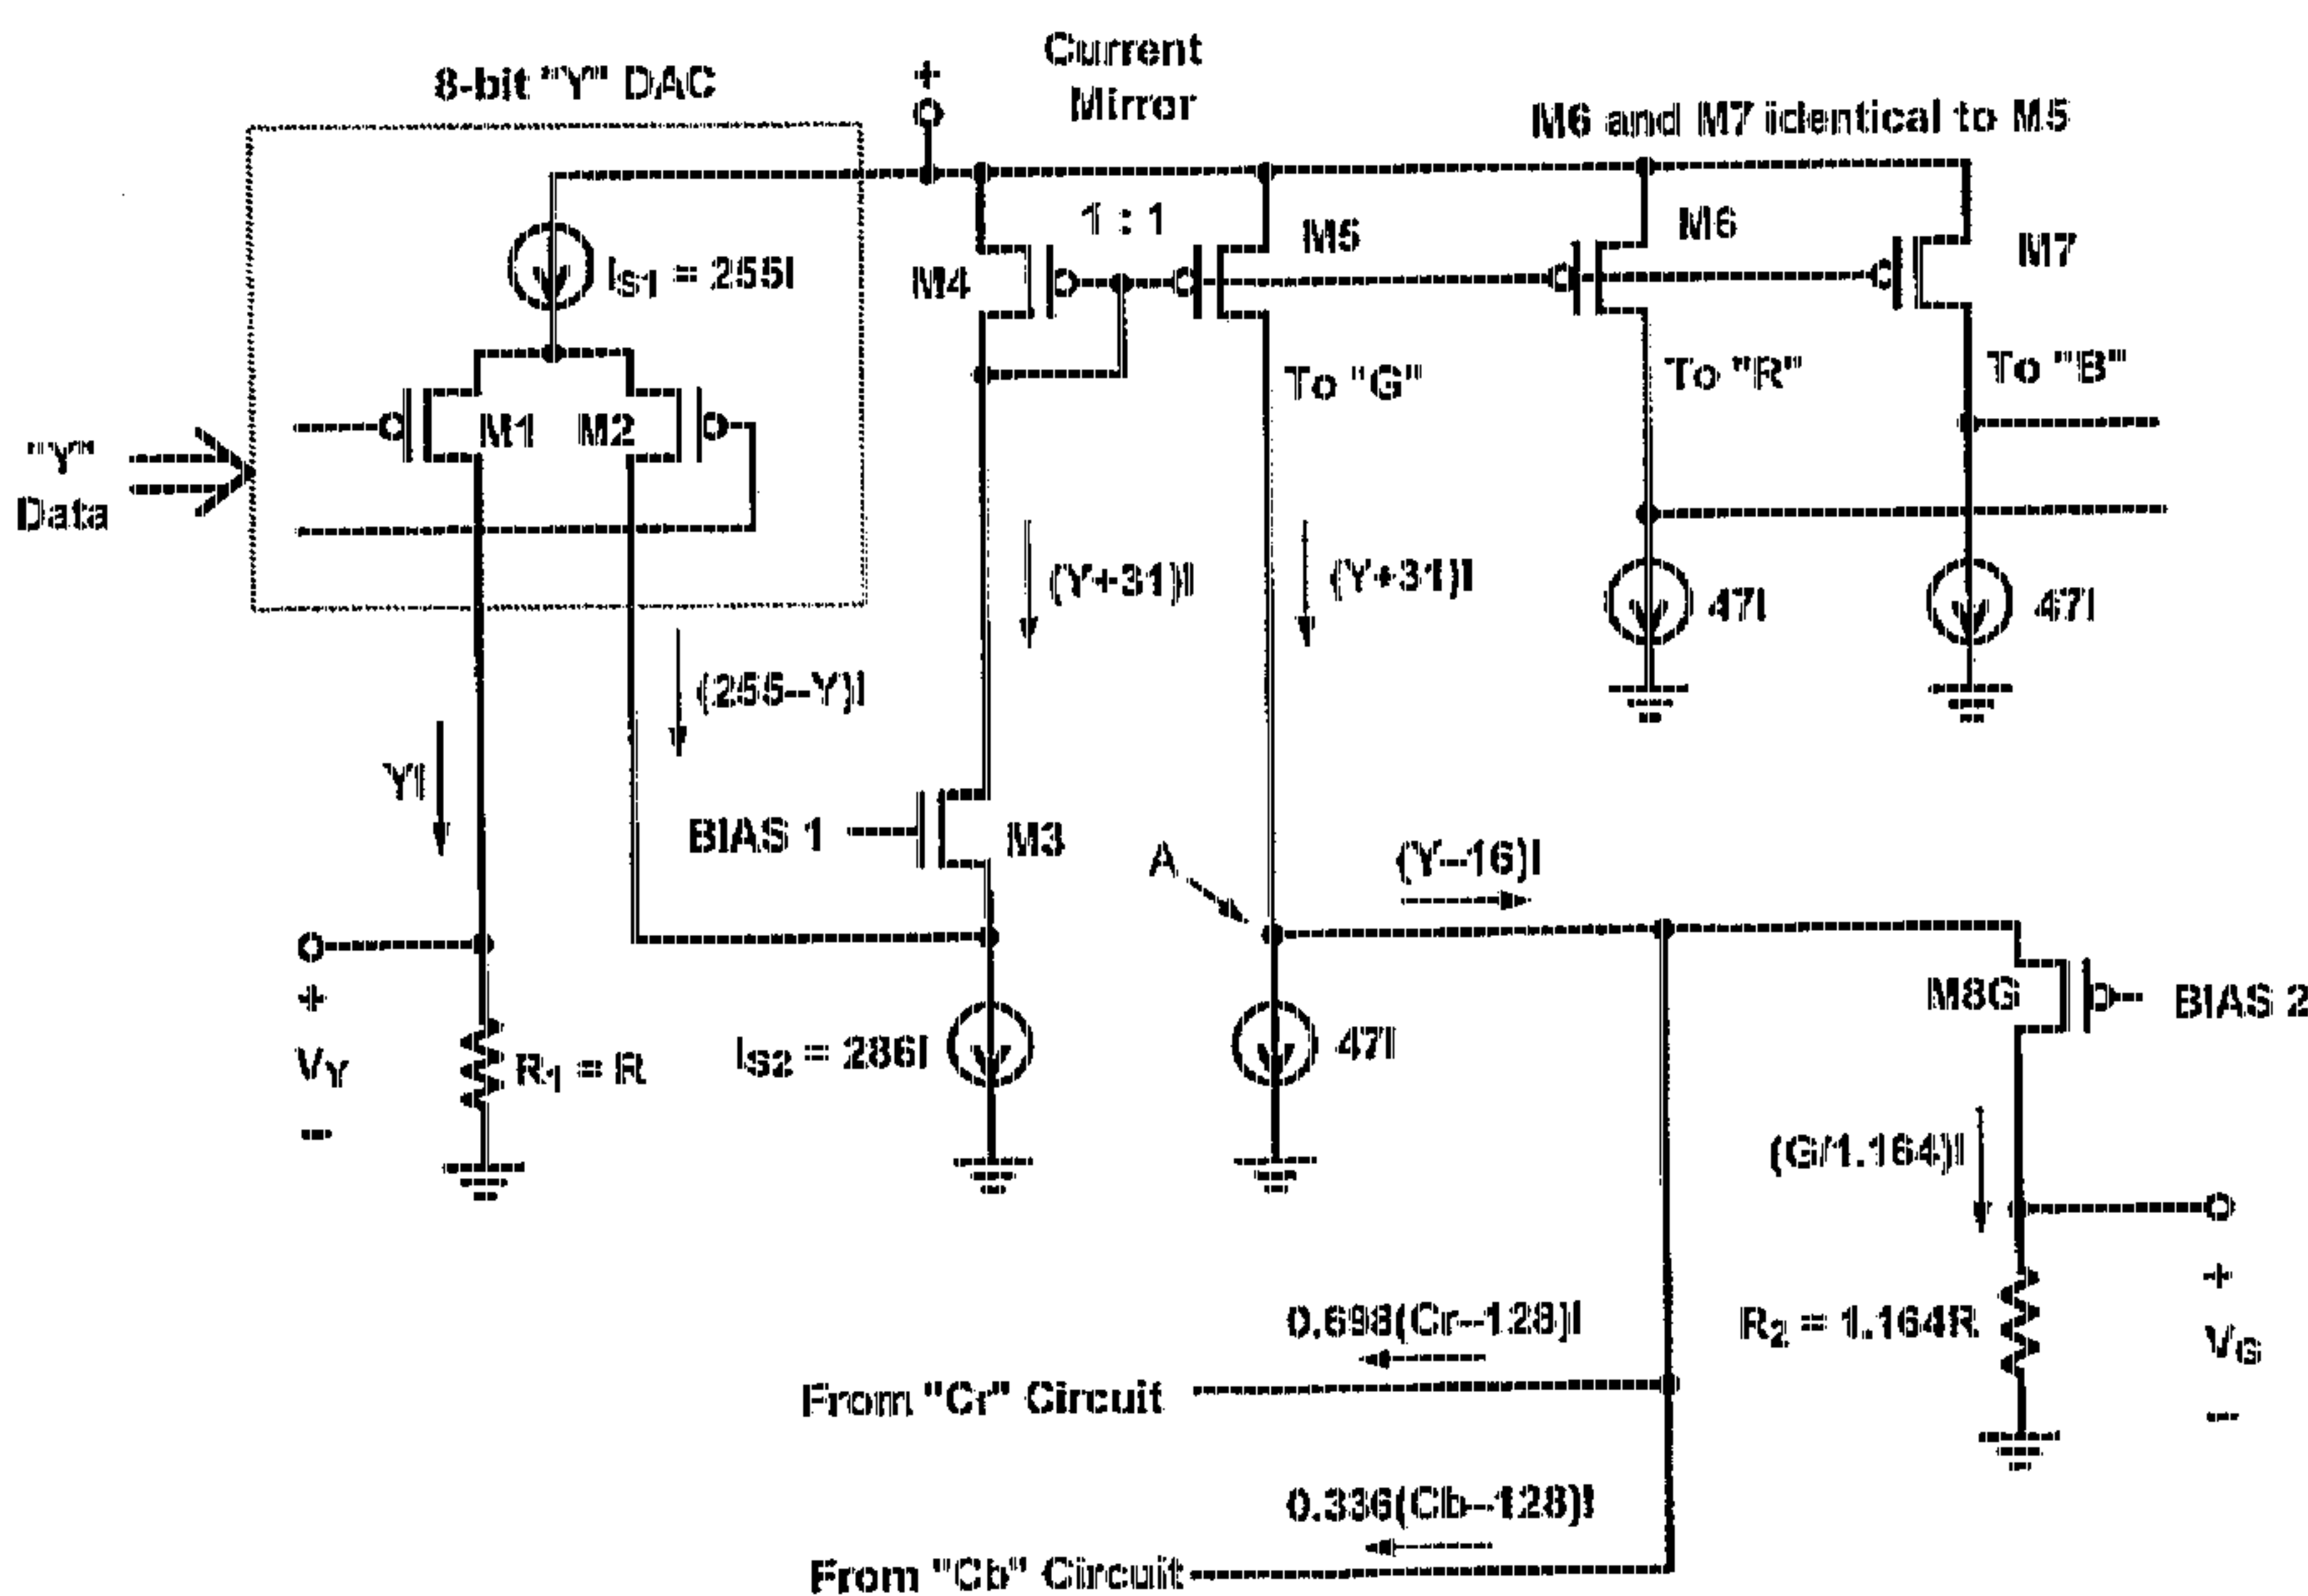 8-bit "Y" DAC
+
Current
Mirror
M6 and M7 identical to M5
IS1 = 255I
M4
1 : 1
M5
M6
M7
M1
M2
To "G"
To "R"
To "B"
"Y"
Data
(Y+31)I
(Y+31)I
47I
47I
(255-Y)I
YI
BIAS 1
M3
A
(Y-16)I
M8G
BIAS 2
+
VY
-
R1 = R
IS2 = 286I
47I
(G/1.164)I
R2 = 1.164R
+
VG
-
0.698(Cr-128)I
From "Cr" Circuit
0.336(Cb-128)I
From "Cb" Circuit